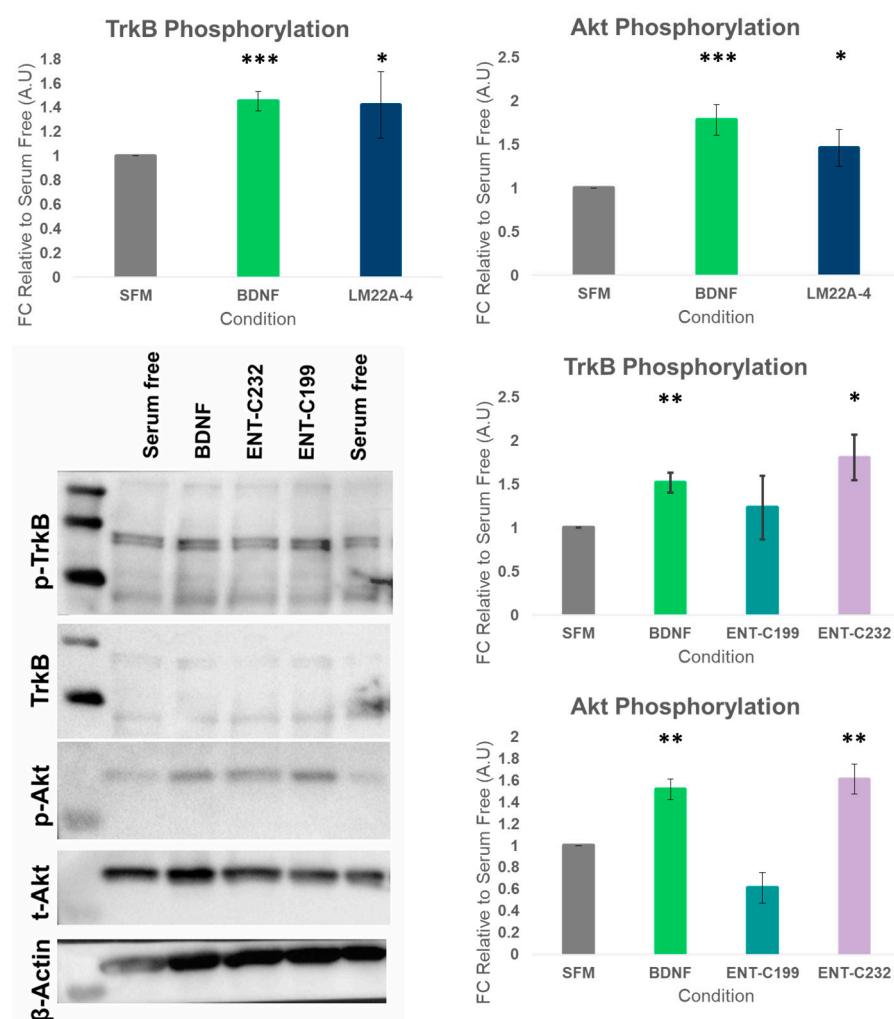 TrkB Phosphorylation
FC Relative to Serum Free (A.U)
1.8
1.6
1.4
1.2
1
0.8
0.6
0.4
0.2
0
***
*
SFM
BDNF
LM22A-4
Condition
Akt Phosphorylation
FC Relative to Serum Free (A.U)
2.5
2
1.5
1
0.5
0
***
*
SFM
BDNF
LM22A-4
Condition
Serum free
BDNF
ENT-C232
ENT-C199
Serum free
p-TrkB
TrkB
p-Akt
t-Akt
β-Actin
TrkB Phosphorylation
FC Relative to Serum Free (A.U)
2.5
2
1.5
1
0.5
0
**
*
SFM
BDNF
ENT-C199
ENT-C232
Condition
Akt Phosphorylation
FC Relative to Serum Free (A.U)
2
1.8
1.6
1.4
1.2
1
0.8
0.6
0.4
0.2
0
**
**
SFM
BDNF
ENT-C199
ENT-C232
Condition